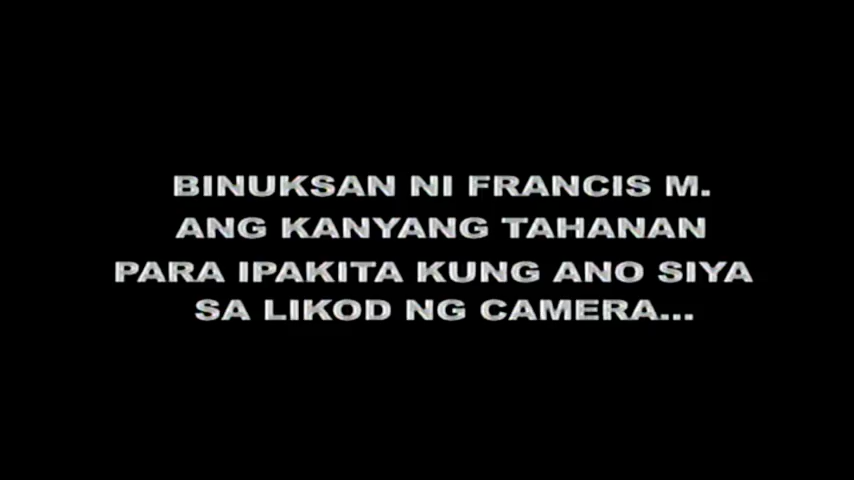 BINUKSAN NI FRANCIS M.
ANG KANYANG TAHANAN
PARA IPAKITA KUNG ANO SIYA
SA LIKOD NG CAMERA...